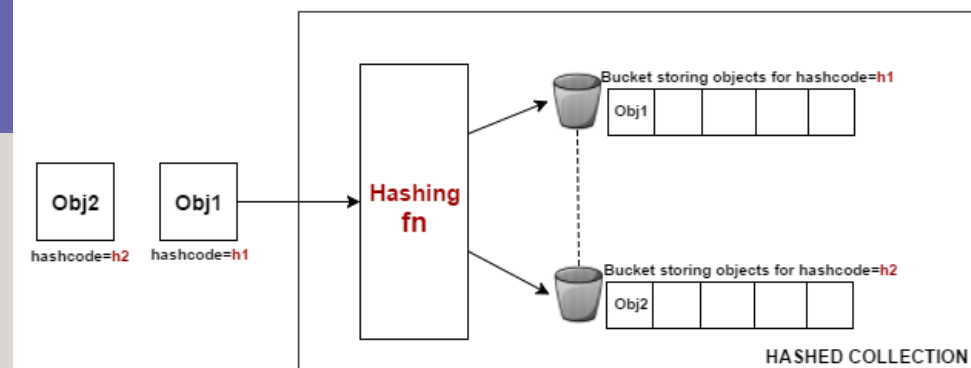 Bucket storing objects for hashcode=h1
Obj1
Obj2
Obj1
hashcode=h2
hashcode=h1
Hashing
fn
Bucket storing objects for hashcode=h2
Obj2
HASHED COLLECTION